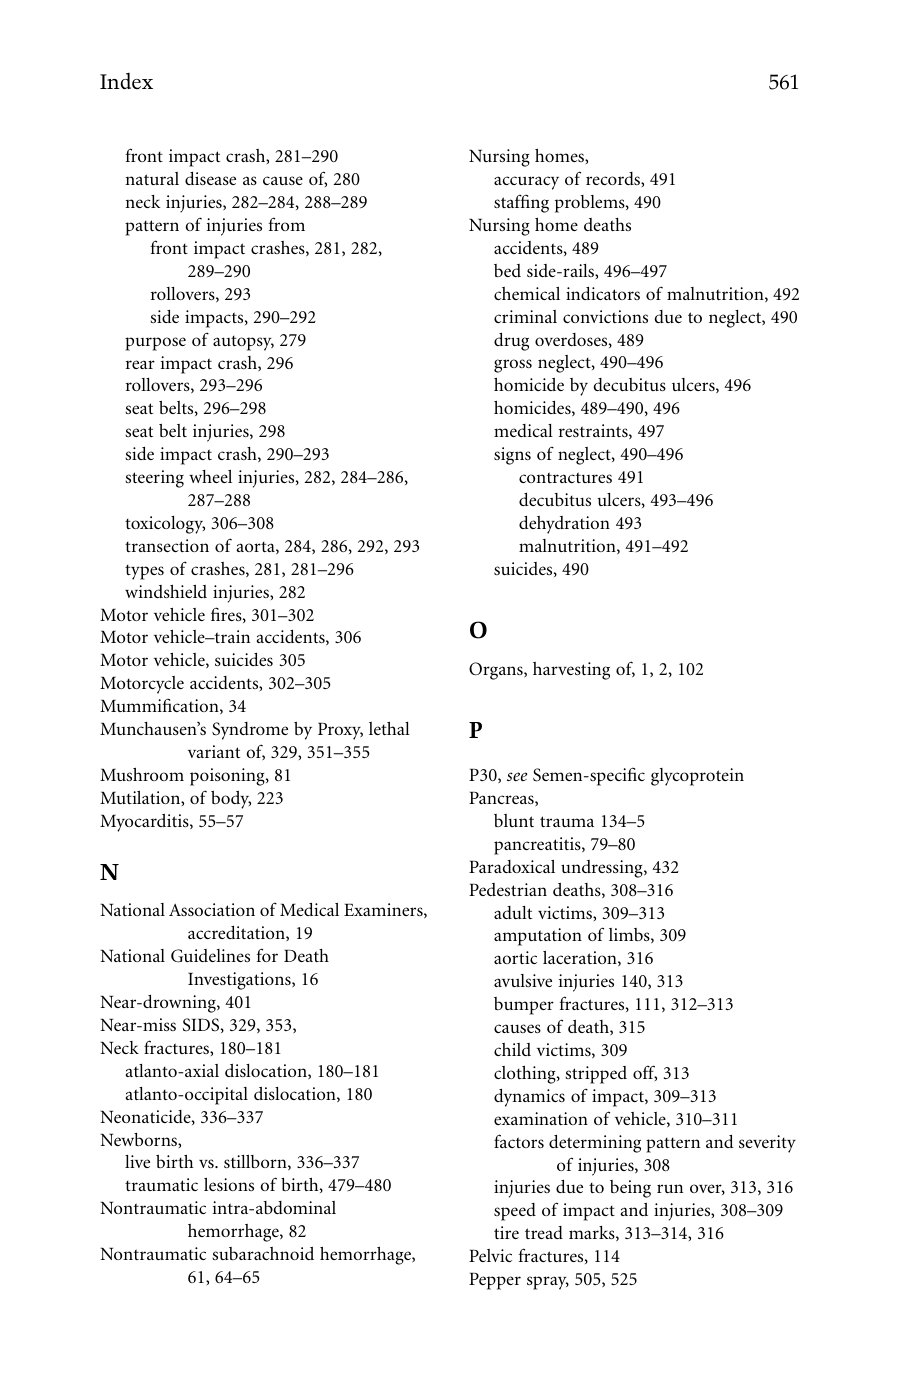 Index 561
front impact crash, 281–290
natural disease as cause of, 280
neck injuries, 282–284, 288–289
pattern of injuries from
front impact crashes, 281, 282,
289–290
rollovers, 293
side impacts, 290–292
purpose of autopsy, 279
rear impact crash, 296
rollovers, 293–296
seat belts, 296–298
seat belt injuries, 298
side impact crash, 290–293
steering wheel injuries, 282, 284–286,
287–288
toxicology, 306–308
transection of aorta, 284, 286, 292, 293
types of crashes, 281, 281–296
windshield injuries, 282
Motor vehicle fires, 301–302
Motor vehicle–train accidents, 306
Motor vehicle, suicides 305
Motorcycle accidents, 302–305
Mummification, 34
Munchausen’s Syndrome by Proxy, lethal
variant of, 329, 351–355
Mushroom poisoning, 81
Mutilation, of body, 223
Myocarditis, 55–57
N
National Association of Medical Examiners,
accreditation, 19
National Guidelines for Death
Investigations, 16
Near-drowning, 401
Near-miss SIDS, 329, 353,
Neck fractures, 180–181
atlanto-axial dislocation, 180–181
atlanto-occipital dislocation, 180
Neonaticide, 336–337
Newborns,
live birth vs. stillborn, 336–337
traumatic lesions of birth, 479–480
Nontraumatic intra-abdominal
hemorrhage, 82
Nontraumatic subarachnoid hemorrhage,
61, 64–65
Nursing homes,
accuracy of records, 491
staffing problems, 490
Nursing home deaths
accidents, 489
bed side-rails, 496–497
chemical indicators of malnutrition, 492
criminal convictions due to neglect, 490
drug overdoses, 489
gross neglect, 490–496
homicide by decubitus ulcers, 496
homicides, 489–490, 496
medical restraints, 497
signs of neglect, 490–496
contractures 491
decubitus ulcers, 493–496
dehydration 493
malnutrition, 491–492
suicides, 490
O
Organs, harvesting of, 1, 2, 102
P
P30, see Semen-specific glycoprotein
Pancreas,
blunt trauma 134–5
pancreatitis, 79–80
Paradoxical undressing, 432
Pedestrian deaths, 308–316
adult victims, 309–313
amputation of limbs, 309
aortic laceration, 316
avulsive injuries 140, 313
bumper fractures, 111, 312–313
causes of death, 315
child victims, 309
clothing, stripped off, 313
dynamics of impact, 309–313
examination of vehicle, 310–311
factors determining pattern and severity
of injuries, 308
injuries due to being run over, 313, 316
speed of impact and injuries, 308–309
tire tread marks, 313–314, 316
Pelvic fractures, 114
Pepper spray, 505, 525